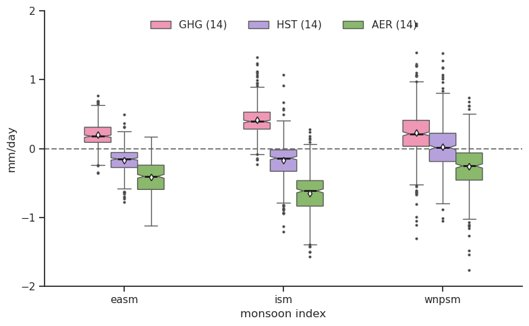 GHG (14) HST (14) AER (14)
2
1
0
−1
−2
mm/day
easm ism wnpsm
monsoon index